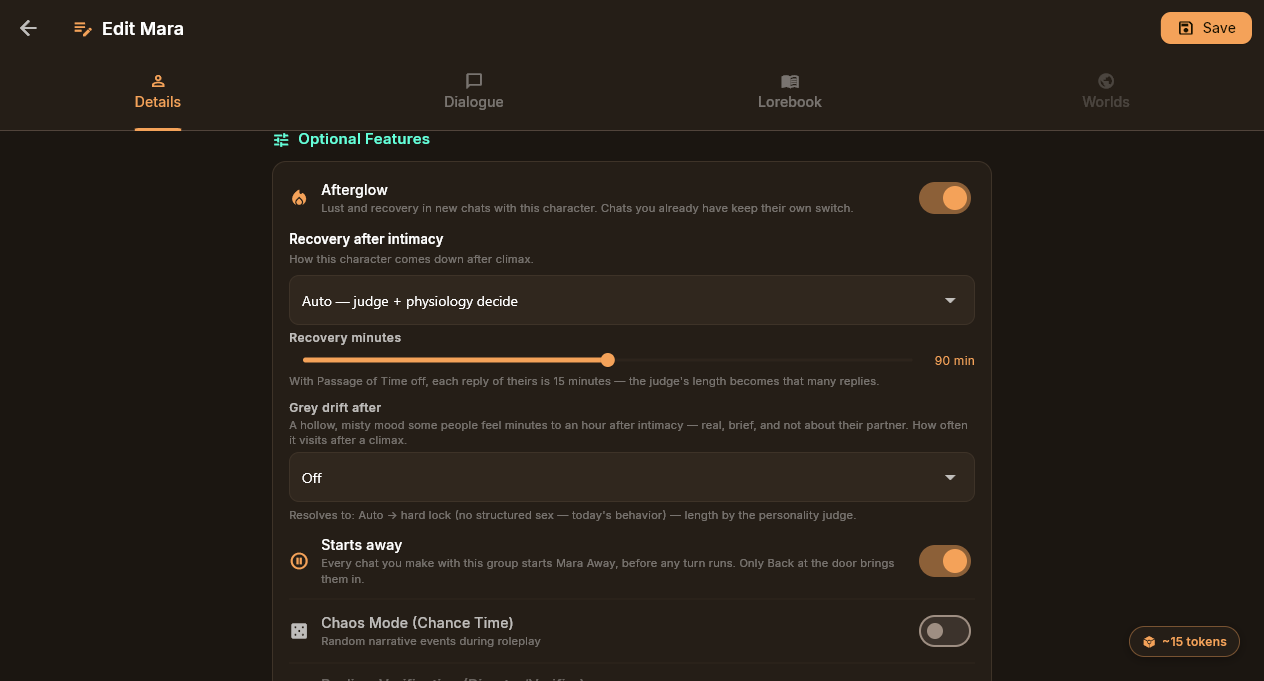 Edit Mara
Save
Details
Dialogue
Lorebook
Worlds
Optional Features
Afterglow
Lust and recovery in new chats with this character. Chats you already have keep their own switch.
Recovery after intimacy
How this character comes down after climax.
Auto — judge + physiology decide
Recovery minutes
90 min
With Passage of Time off, each reply of theirs is 15 minutes — the judge's length becomes that many replies.
Grey drift after
A hollow, misty mood some people feel minutes to an hour after intimacy — real, brief, and not about their partner. How often
it visits after a climax.
Off
Resolves to: Auto → hard lock (no structured sex — today's behavior) — length by the personality judge.
Starts away
Every chat you make with this group starts Mara Away, before any turn runs. Only Back at the door brings
them in.
Chaos Mode (Chance Time)
Random narrative events during roleplay
~15 tokens